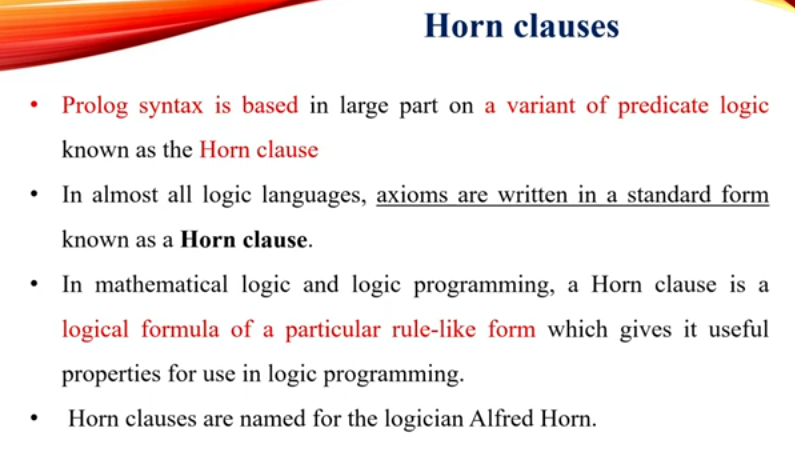 Horn clauses
• Prolog syntax is based in large part on a variant of predicate logic
known as the Horn clause
• In almost all logic languages, axioms are written in a standard form
known as a Horn clause.
• In mathematical logic and logic programming, a Horn clause is a
logical formula of a particular rule-like form which gives it useful
properties for use in logic programming.
• Horn clauses are named for the logician Alfred Horn.